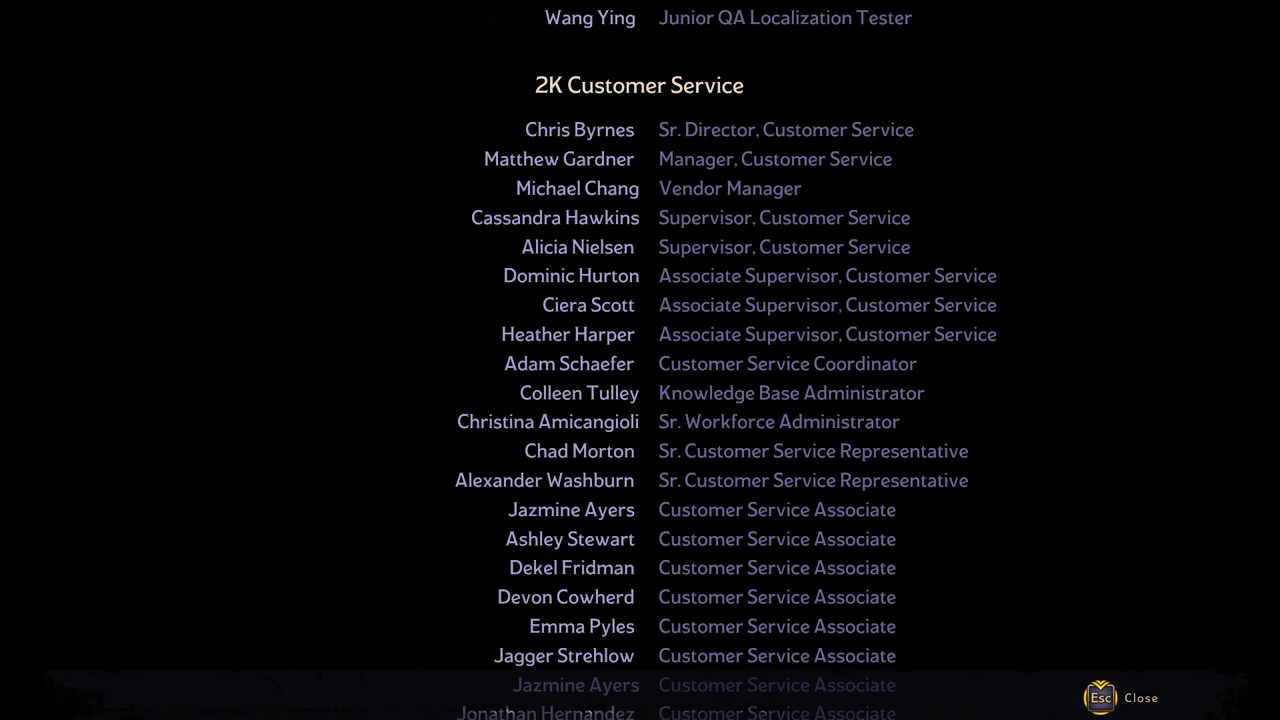 Wang Ying Junior QA Localization Tester
2K Customer Service
Chris Byrnes Sr. Director, Customer Service
Matthew Gardner Manager, Customer Service
Michael Chang Vendor Manager
Cassandra Hawkins Supervisor, Customer Service
Alicia Nielsen Supervisor, Customer Service
Dominic Hurton Associate Supervisor, Customer Service
Ciera Scott Associate Supervisor, Customer Service
Heather Harper Associate Supervisor, Customer Service
Adam Schaefer Customer Service Coordinator
Colleen Tulley Knowledge Base Administrator
Christina Amicangioli Sr. Workforce Administrator
Chad Morton Sr. Customer Service Representative
Alexander Washburn Sr. Customer Service Representative
Jazmine Ayers Customer Service Associate
Ashley Stewart Customer Service Associate
Dekel Fridman Customer Service Associate
Devon Cowherd Customer Service Associate
Emma Pyles Customer Service Associate
Jagger Strehlow Customer Service Associate
Jazmine Ayers Customer Service Associate
Jonathan Hernandez Customer Service Associate
Esc Close